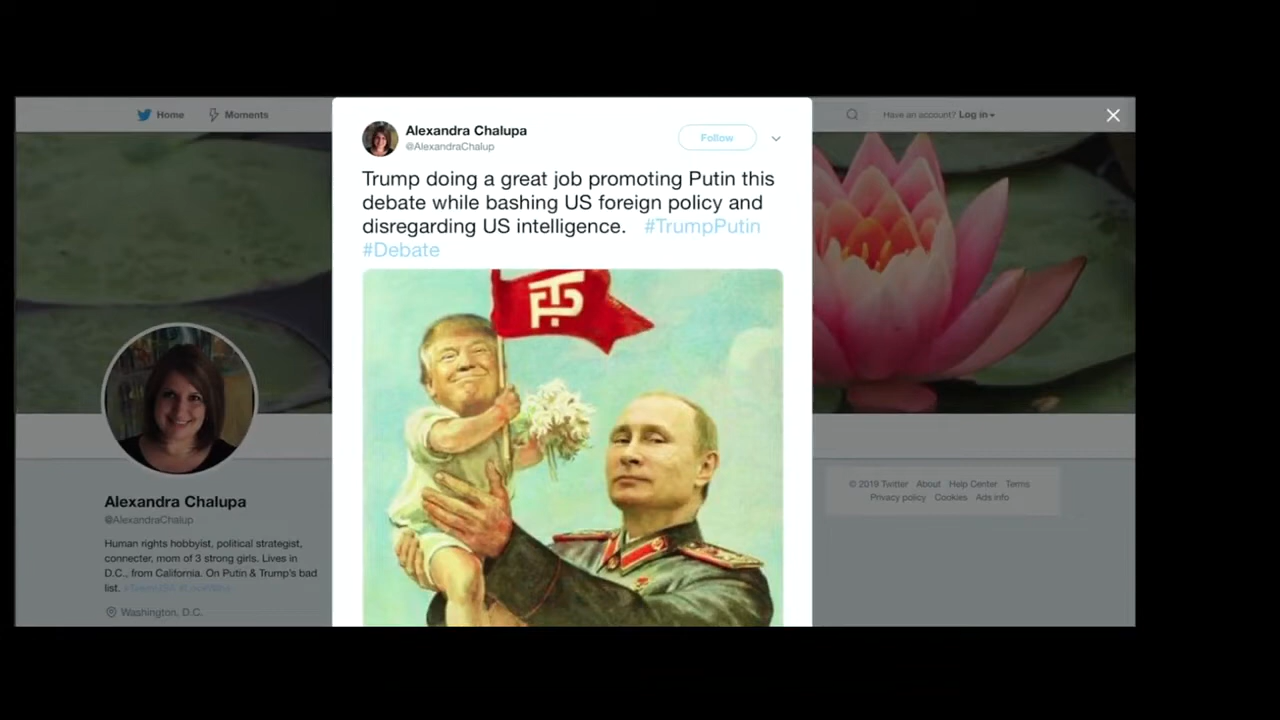 Home Moments
Have an account? Log in
Alexandra Chalupa
@AlexandraChalup
Follow
Trump doing a great job promoting Putin this
debate while bashing US foreign policy and
disregarding US intelligence. #TrumpPutin
#Debate
Alexandra Chalupa
@AlexandraChalup
Human rights hobbyist, political strategist,
connecter, mom of 3 strong girls. Lives in
D.C., from California. On Putin & Trump's bad
list.
Washington, D.C.
© 2019 Twitter About Help Center Terms
Privacy policy Cookies Ads info